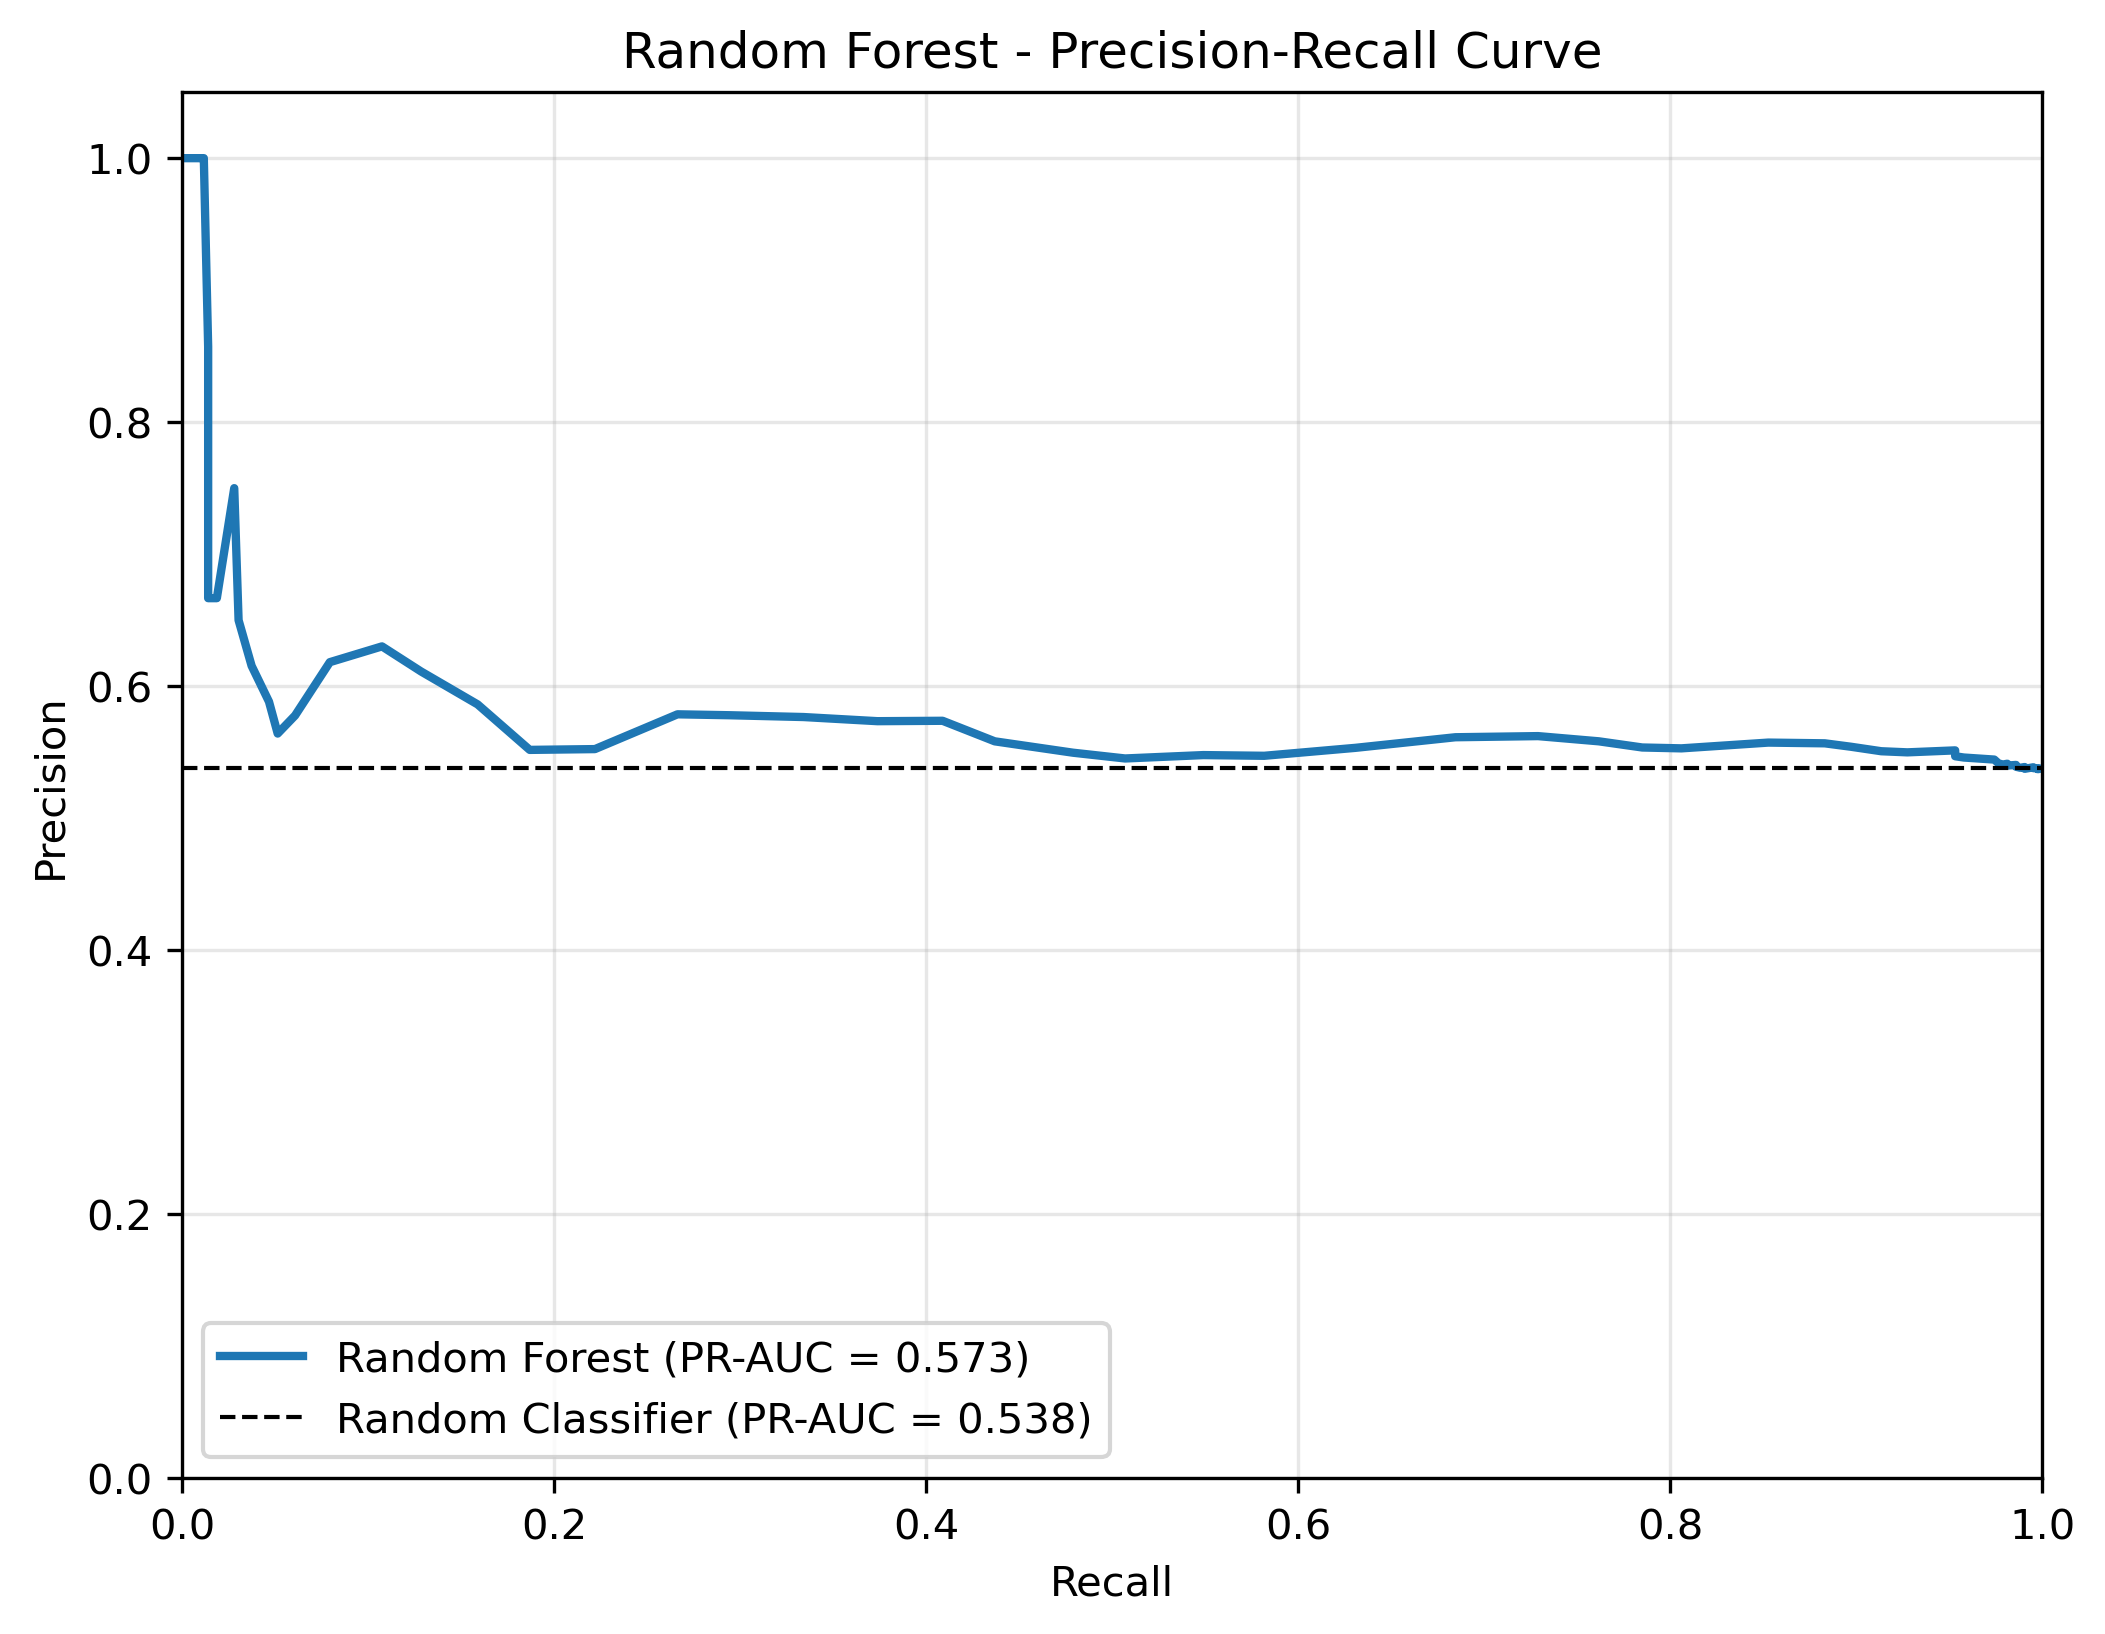 Random Forest - Precision-Recall Curve
1.0
0.8
0.6
0.4
0.2
0.0
Precision
Random Forest (PR-AUC = 0.573)
Random Classifier (PR-AUC = 0.538)
0.0 0.2 0.4 0.6 0.8 1.0
Recall